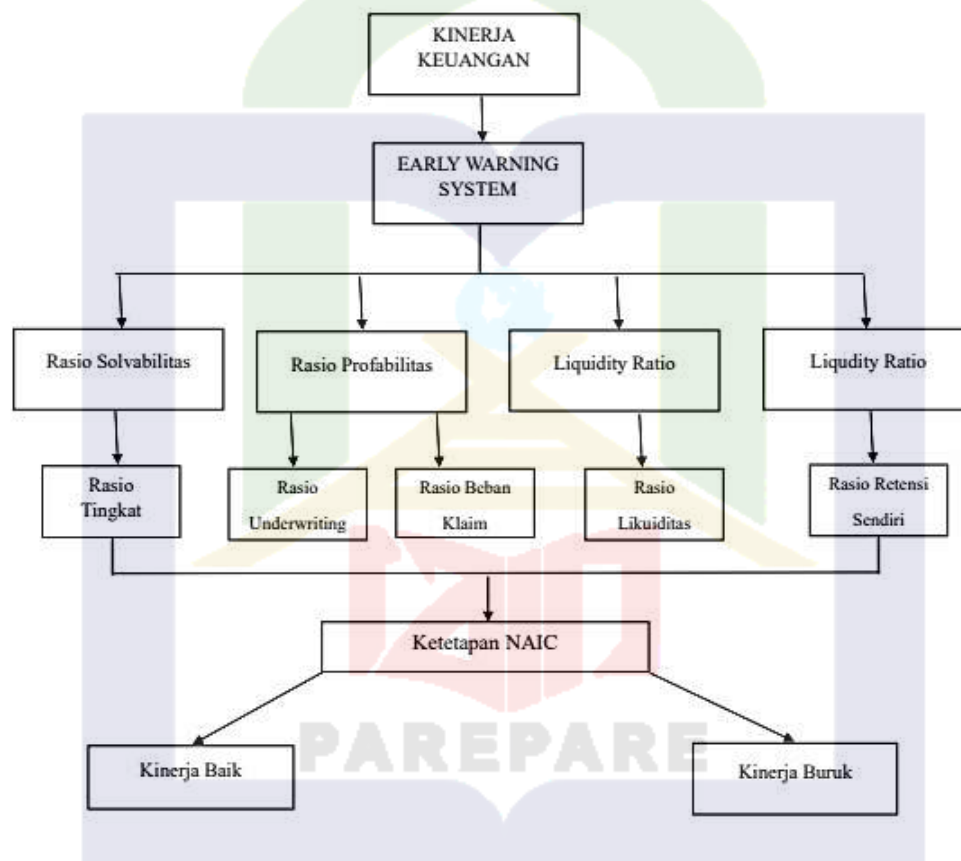 KINERJA
KEUANGAN
EARLY WARNING
SYSTEM
Rasio Solvabilitas
Rasio Profabilitas
Liquidity Ratio
Liqudity Ratio
Rasio
Tingkat
Rasio
Underwriting
Rasio Beban
Klaim
Rasio
Likuiditas
Rasio Retensi
Sendiri
Ketetapan NAIC
PAREPARE
Kinerja Baik
Kinerja Buruk